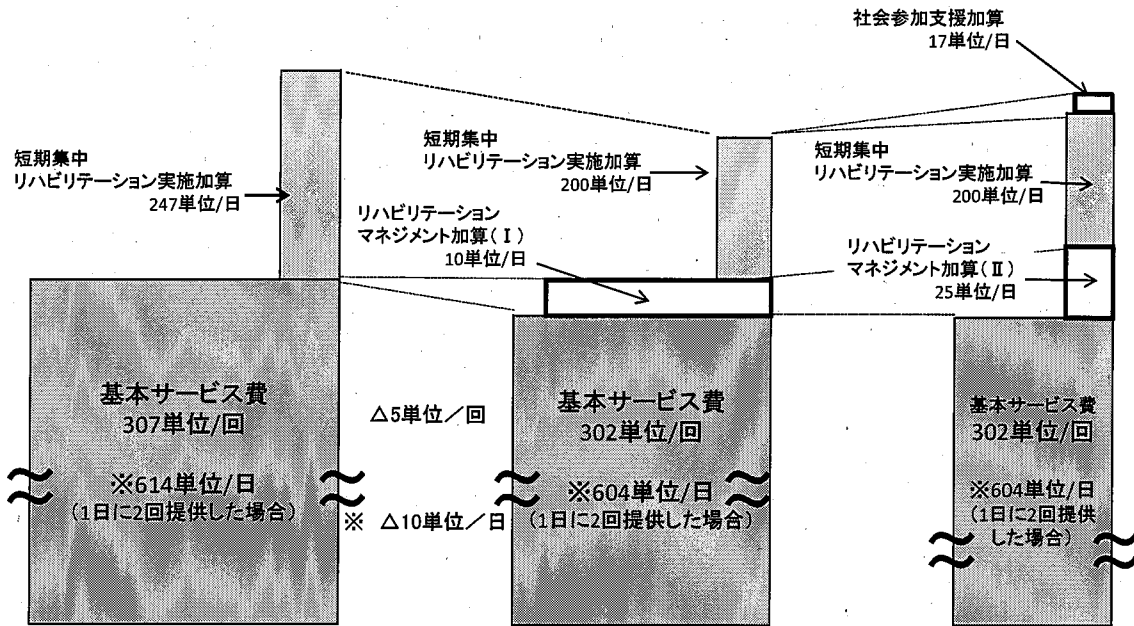 社会参加支援加算
17単位/日
短期集中
リハビリテーション実施加算
247単位/日
短期集中
リハビリテーション実施加算
200単位/日
短期集中
リハビリテーション実施加算
200単位/日
リハビリテーション
マネジメント加算(Ⅰ)
10単位/日
リハビリテーション
マネジメント加算(Ⅱ)
25単位/日
基本サービス費
307単位/回
※614単位/日
(1日に2回提供した場合)
△5単位/回
※ △10単位/日
基本サービス費
302単位/回
※604単位/日
(1日に2回提供した場合)
基本サービス費
302単位/回
※604単位/日
(1日に2回提供
した場合)